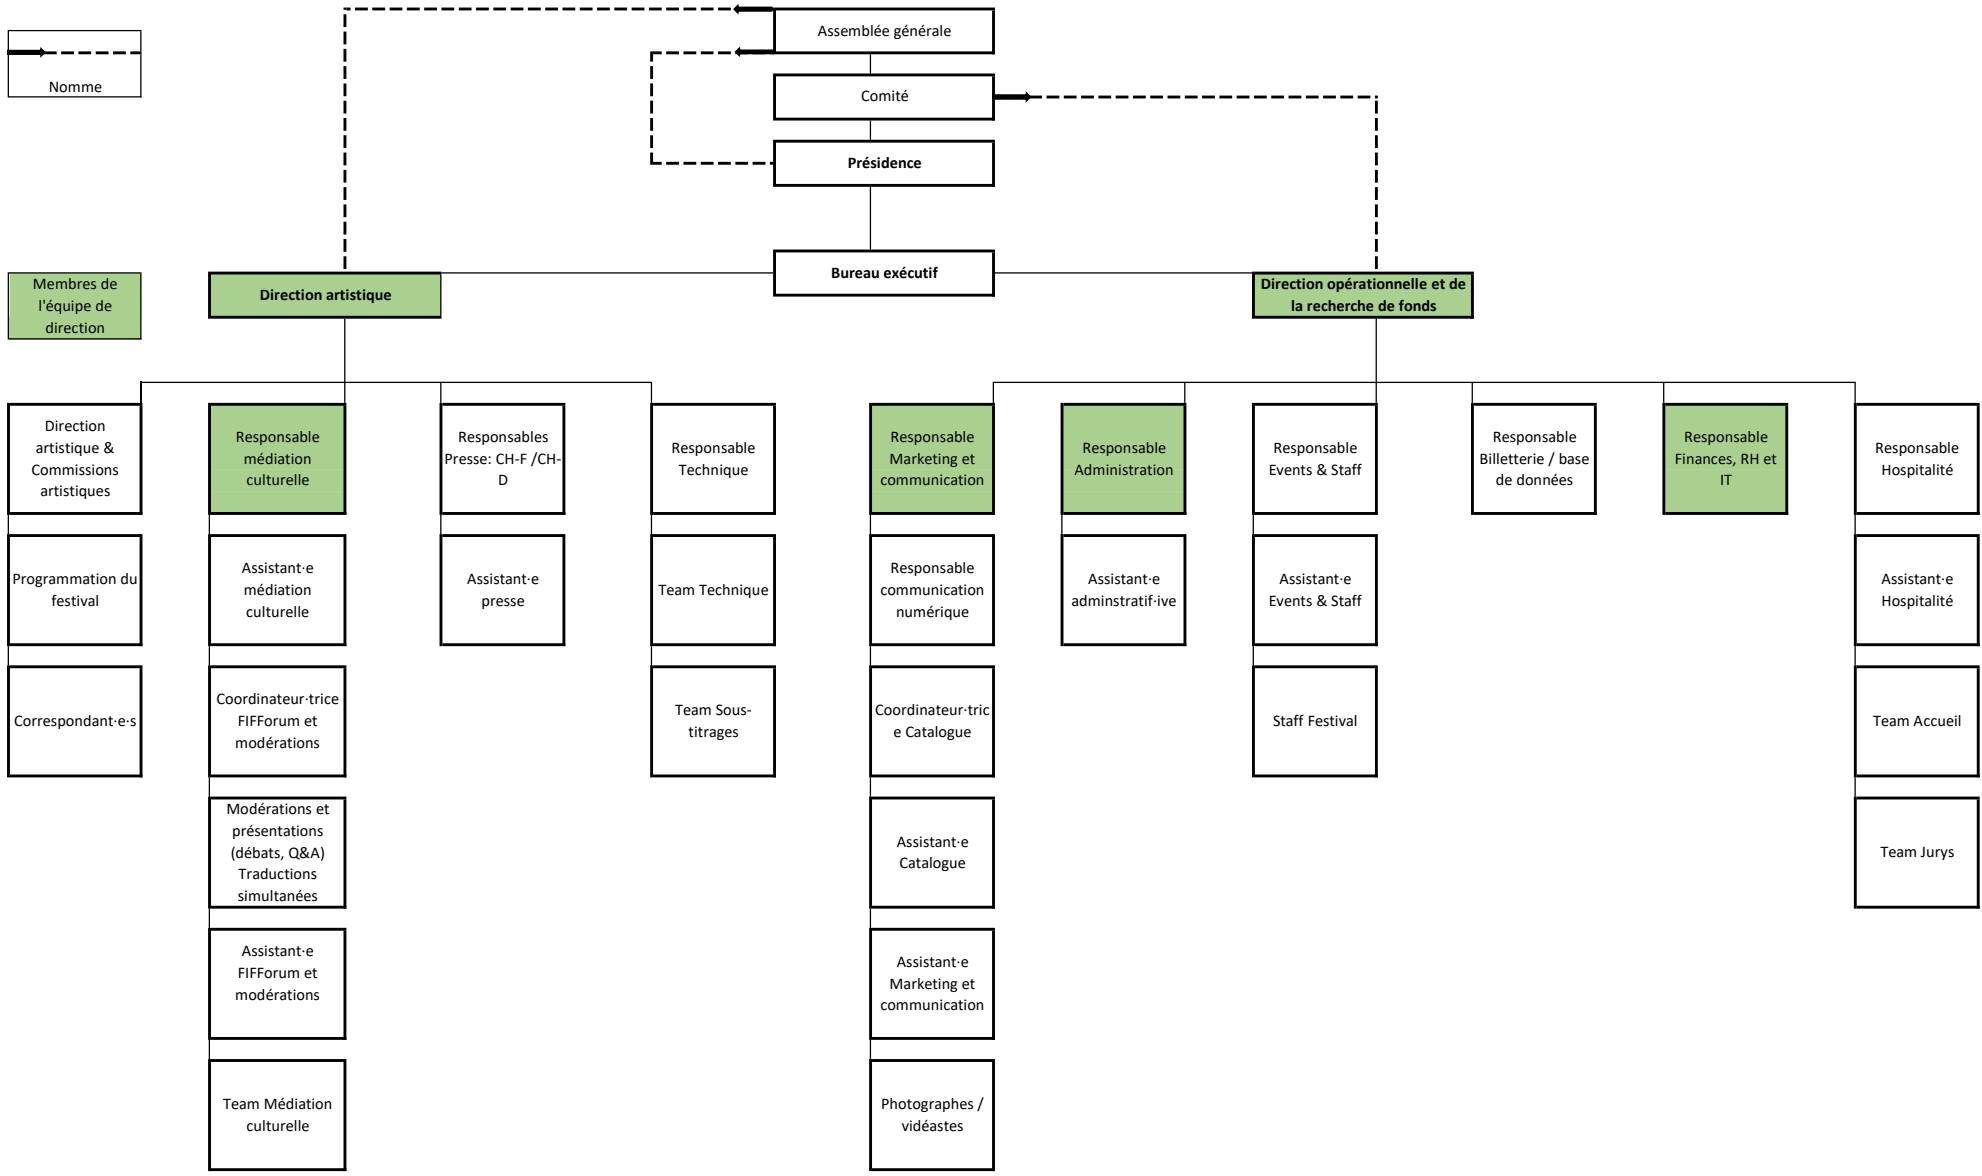 Assemblée générale
Nomme
Comité
Présidence
Bureau exécutif
Membres de
l'équipe de
direction
Direction artistique
Direction opérationnelle et de
la recherche de fonds
Direction
artistique &
Commissions
artistiques
Responsable
médiation
culturelle
Responsables
Presse: CH-F /CH-
D
Responsable
Technique
Responsable
Marketing et
communication
Responsable
Administration
Responsable
Events & Staff
Responsable
Billetterie / base
de données
Responsable
Finances, RH et
IT
Responsable
Hospitalité
Programmation du
festival
Assistant·e
médiation
culturelle
Assistant·e
presse
Team Technique
Responsable
communication
numérique
Assistant·e
adminstratif·ive
Assistant·e
Events & Staff
Assistant·e
Hospitalité
Correspondant·e·s
Coordinateur·trice
FIFForum et
modérations
Team Sous-
titrages
Coordinateur·tric
e Catalogue
Staff Festival
Team Accueil
Modérations et
présentations
(débats, Q&A)
Traductions
simultanées
Assistant·e
Catalogue
Team Jurys
Assistant·e
FIFForum et
modérations
Assistant·e
Marketing et
communication
Team Médiation
culturelle
Photographes /
vidéastes